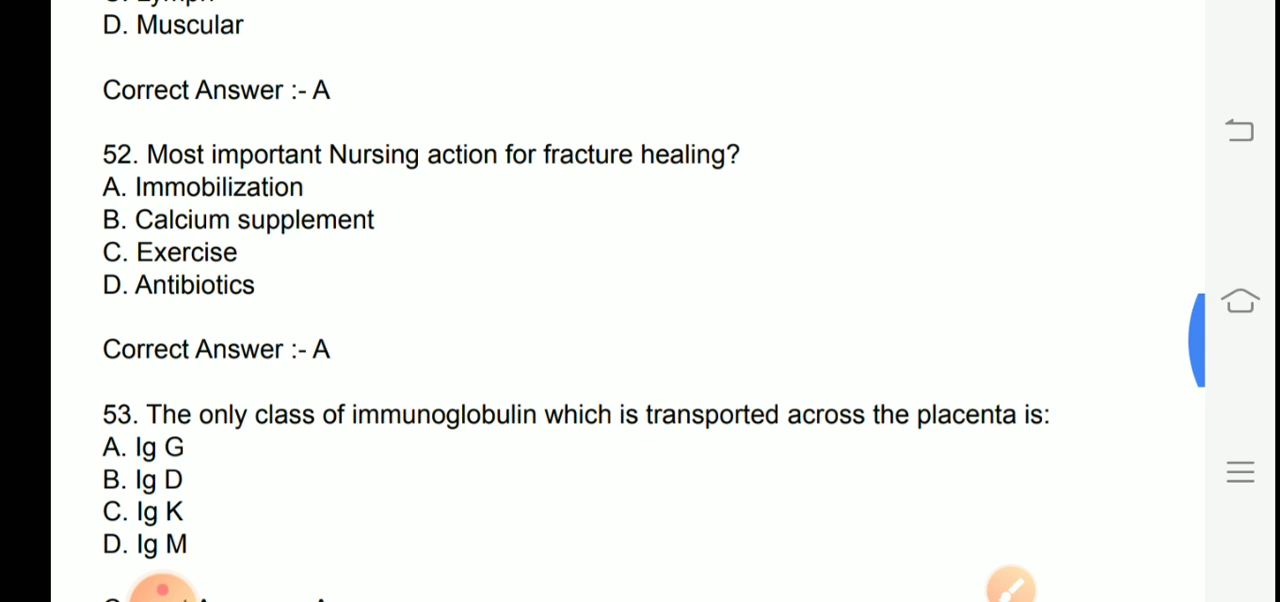 D. Muscular
Correct Answer :- A
52. Most important Nursing action for fracture healing?
A. Immobilization
B. Calcium supplement
C. Exercise
D. Antibiotics
Correct Answer :- A
53. The only class of immunoglobulin which is transported across the placenta is:
A. Ig G
B. Ig D
C. Ig K
D. Ig M